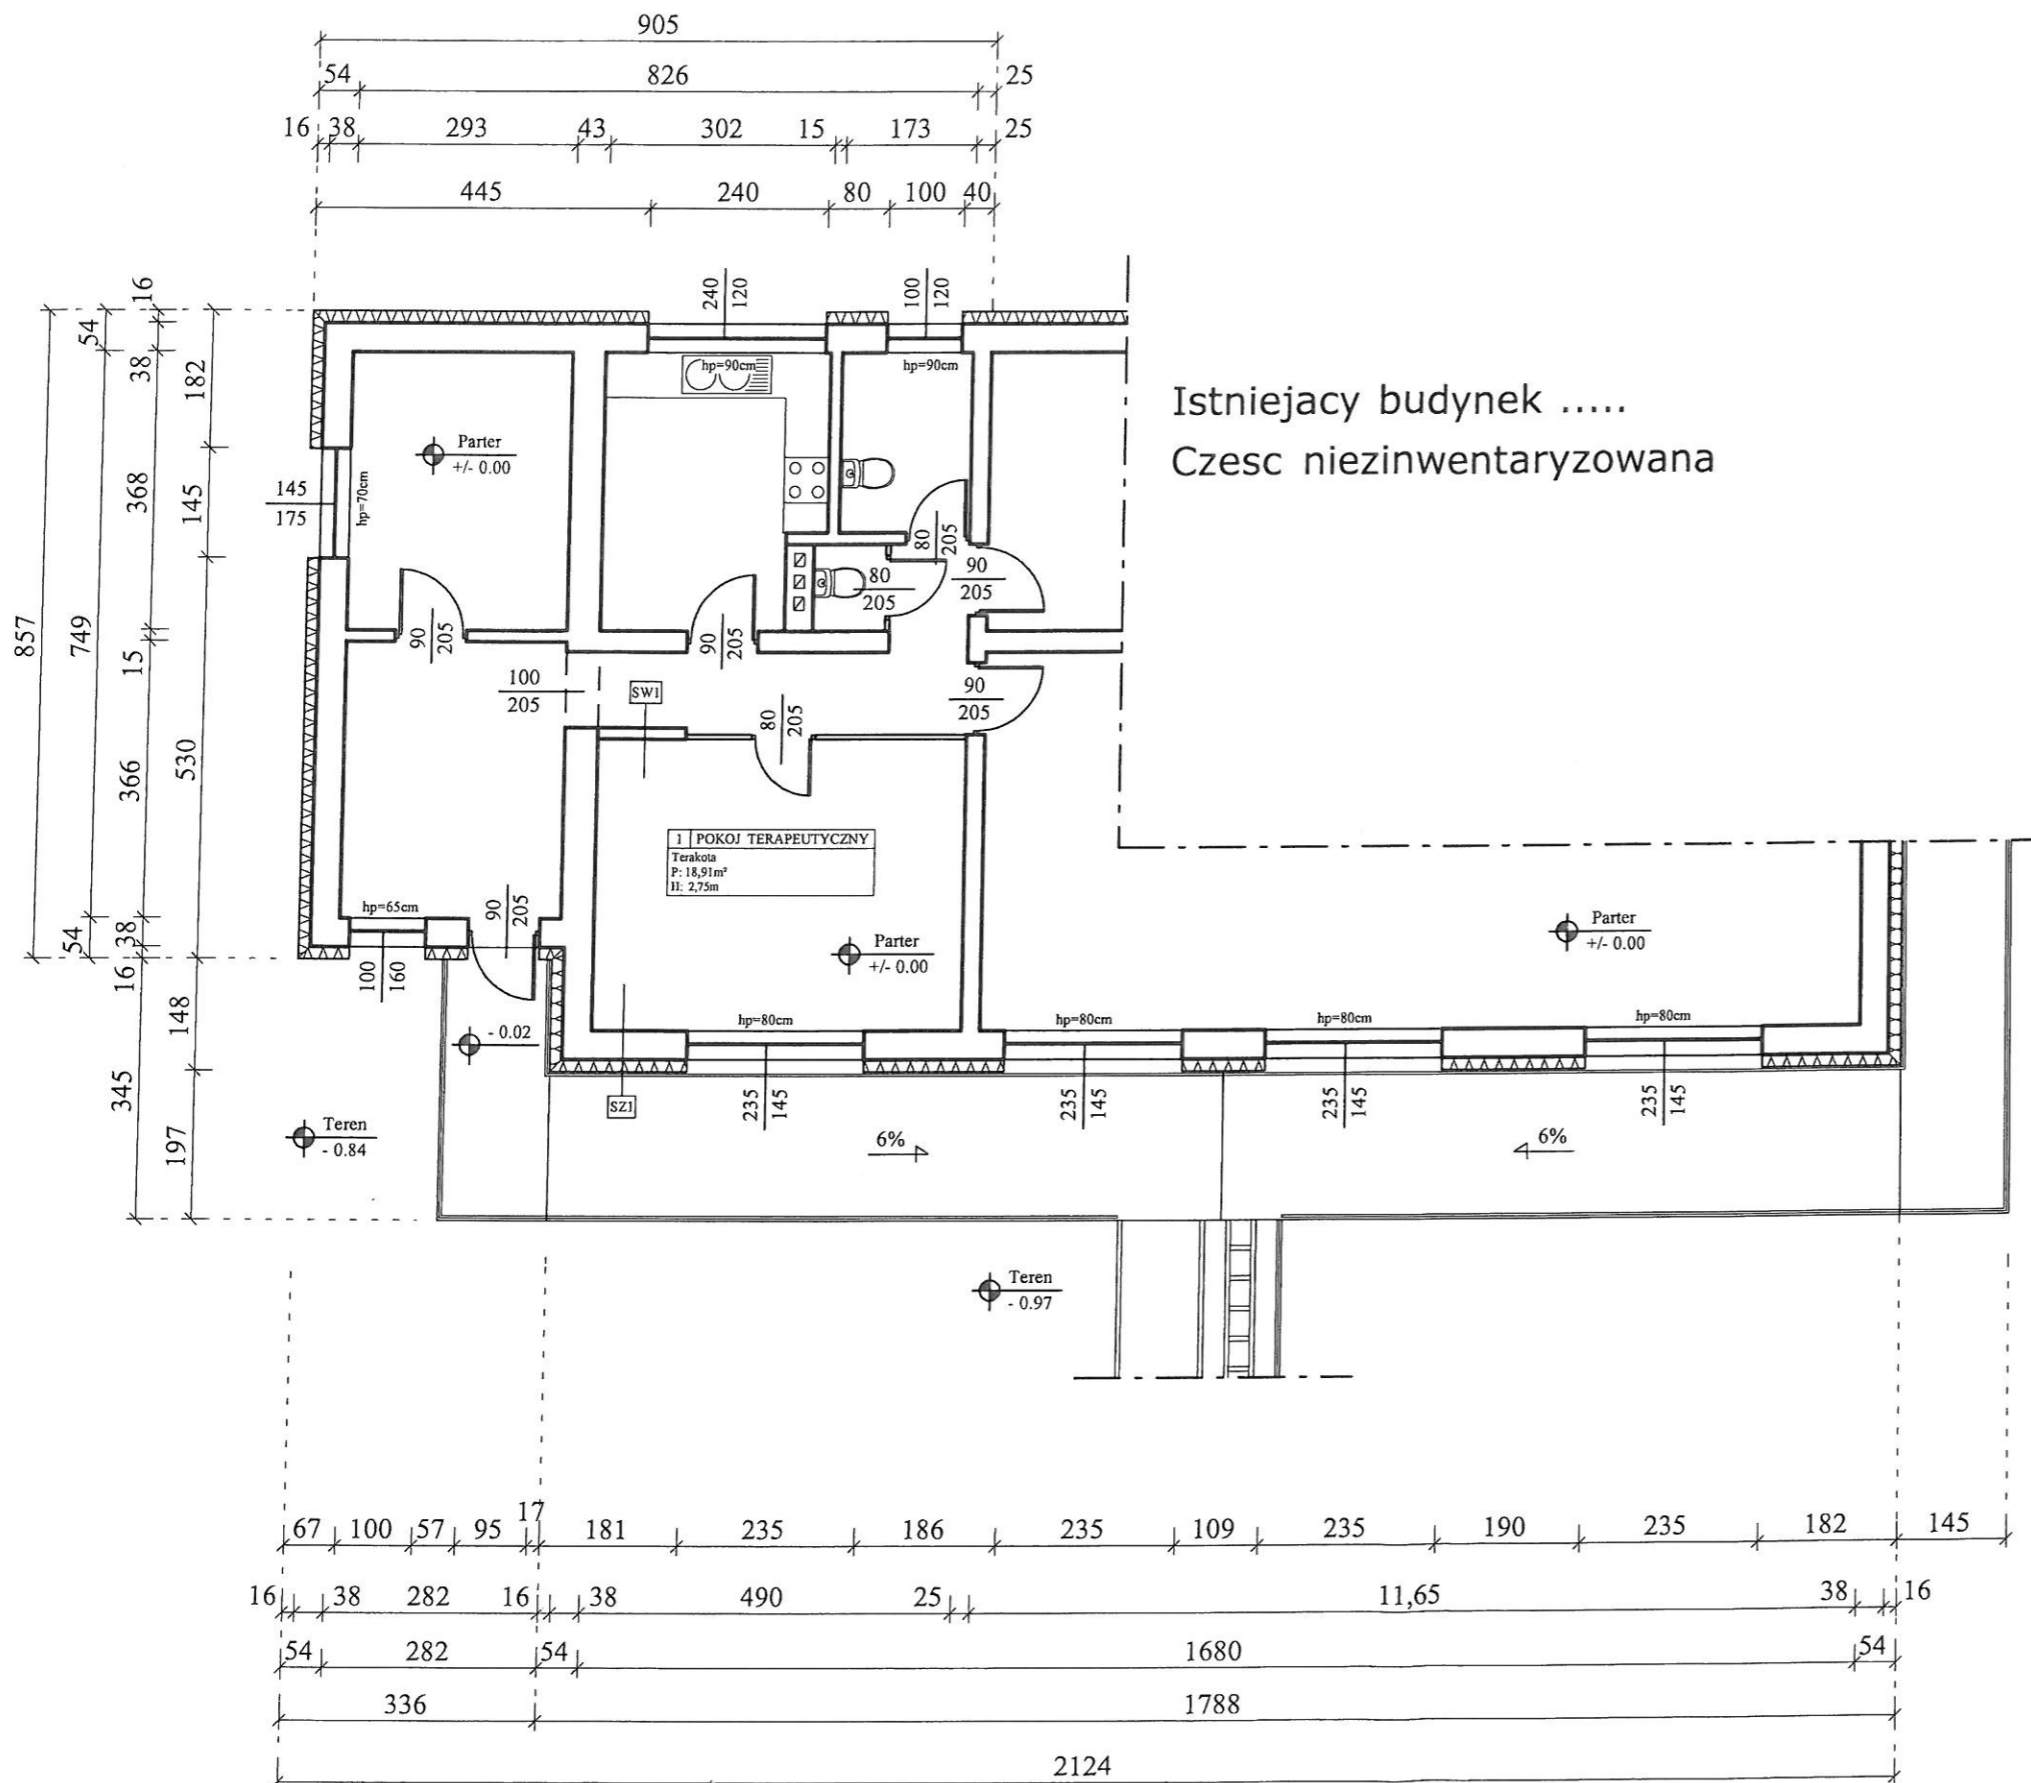 905
54 826 25
16 38 293 43 302 15 173 25
445 240 80 100 40
16
54
38
182
857
749
368
145
15
530
366
54
38
16
148
345
197
240
120
100
120
hp=90cm
hp=90cm
Istniejacy budynek .....
Czesc niezinwentaryzowana
Parter
+/- 0.00
145
175
hp=70cm
80
205
80
205
90
205
90
205
90
205
100
205
SW1
80
205
90
205
1 POKOJ TERAPEUTYCZNY
Terakota
P: 18,91m²
H: 2,75m
hp=65cm
90
205
Parter
+/- 0.00
Parter
+/- 0.00
100
160
- 0.02
hp=80cm
hp=80cm
hp=80cm
hp=80cm
SZ1
235
145
235
145
235
145
235
145
Teren
- 0.84
6%
6%
Teren
- 0.97
67 100 57 95 17 181 235 186 235 109 235 190 235 182 145
16 38 282 16 38 490 25 11,65 38 16
54 282 54 1680 54
336 1788
2124